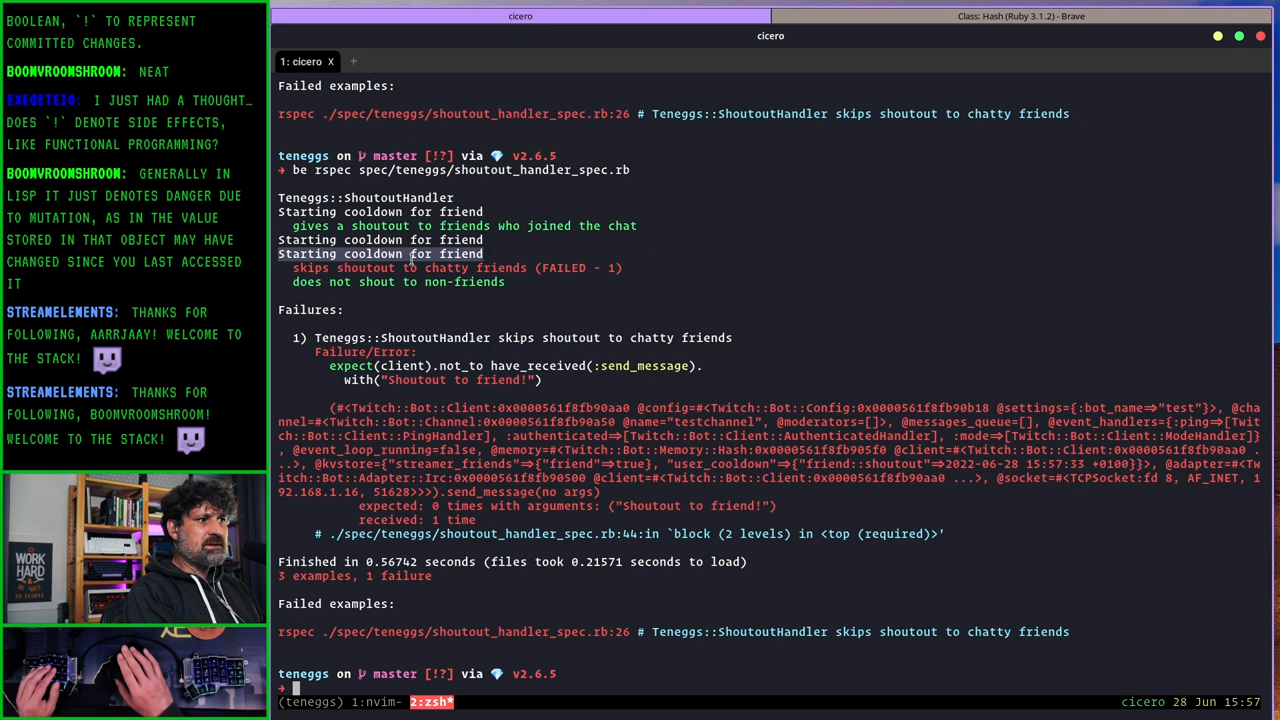 BOOLEAN, `!` TO REPRESENT
COMMITTED CHANGES.
BOOMVROOMSHROOM: NEAT
EXEGETEIO: I JUST HAD A THOUGHT…
DOES `!` DENOTE SIDE EFFECTS,
LIKE FUNCTIONAL PROGRAMMING?
BOOMVROOMSHROOM: GENERALLY IN
LISP IT JUST DENOTES DANGER DUE
TO MUTATION, AS IN THE VALUE
STORED IN THAT OBJECT MAY HAVE
CHANGED SINCE YOU LAST ACCESSED
IT
STREAMELEMENTS: THANKS FOR
FOLLOWING, AARRJAAY! WELCOME TO
THE STACK!
STREAMELEMENTS: THANKS FOR
FOLLOWING, BOOMVROOMSHROOM!
WELCOME TO THE STACK!
WORK
HARD
cicero
Class: Hash (Ruby 3.1.2) - Brave
cicero
1: cicero X +
Failed examples:
rspec ./spec/teneggs/shoutout_handler_spec.rb:26 # Teneggs::ShoutoutHandler skips shoutout to chatty friends
teneggs on master [!?] via 💎 v2.6.5
➜ be rspec spec/teneggs/shoutout_handler_spec.rb
Teneggs::ShoutoutHandler
Starting cooldown for friend
gives a shoutout to friends who joined the chat
Starting cooldown for friend
Starting cooldown for friend
skips shoutout to chatty friends (FAILED - 1)
does not shout to non-friends
Failures:
1) Teneggs::ShoutoutHandler skips shoutout to chatty friends
Failure/Error:
expect(client).not_to have_received(:send_message).
with("Shoutout to friend!")
(#<Twitch::Bot::Client:0x0000561f8fb90aa0 @config=#<Twitch::Bot::Config:0x0000561f8fb90b18 @settings={:bot_name=>"test"}>, @cha
nnel=#<Twitch::Bot::Channel:0x0000561f8fb90a50 @name="testchannel", @moderators=[]>, @messages_queue=[], @event_handlers={:ping=>[Twit
ch::Bot::Client::PingHandler], :authenticated=>[Twitch::Bot::Client::AuthenticatedHandler], :mode=>[Twitch::Bot::Client::ModeHandler]}
, @event_loop_running=false, @memory=#<Twitch::Bot::Memory::Hash:0x0000561f8fb905f0 @client=#<Twitch::Bot::Client:0x0000561f8fb90aa0 .
..>, @kvstore={"streamer_friends"=>{"friend"=>true}, "user_cooldown"=>{"friend::shoutout"=>2022-06-28 15:57:33 +0100}}>, @adapter=#<Tw
itch::Bot::Adapter::Irc:0x0000561f8fb90500 @client=#<Twitch::Bot::Client:0x0000561f8fb90aa0 ...>, @socket=#<TCPSocket:fd 8, AF_INET, 1
92.168.1.16, 51628>>>).send_message(no args)
expected: 0 times with arguments: ("Shoutout to friend!")
received: 1 time
# ./spec/teneggs/shoutout_handler_spec.rb:44:in `block (2 levels) in <top (required)>'
Finished in 0.56742 seconds (files took 0.21571 seconds to load)
3 examples, 1 failure
Failed examples:
rspec ./spec/teneggs/shoutout_handler_spec.rb:26 # Teneggs::ShoutoutHandler skips shoutout to chatty friends
teneggs on master [!?] via 💎 v2.6.5
➜
(teneggs) 1:nvim- 2:zsh* cicero 28 Jun 15:57